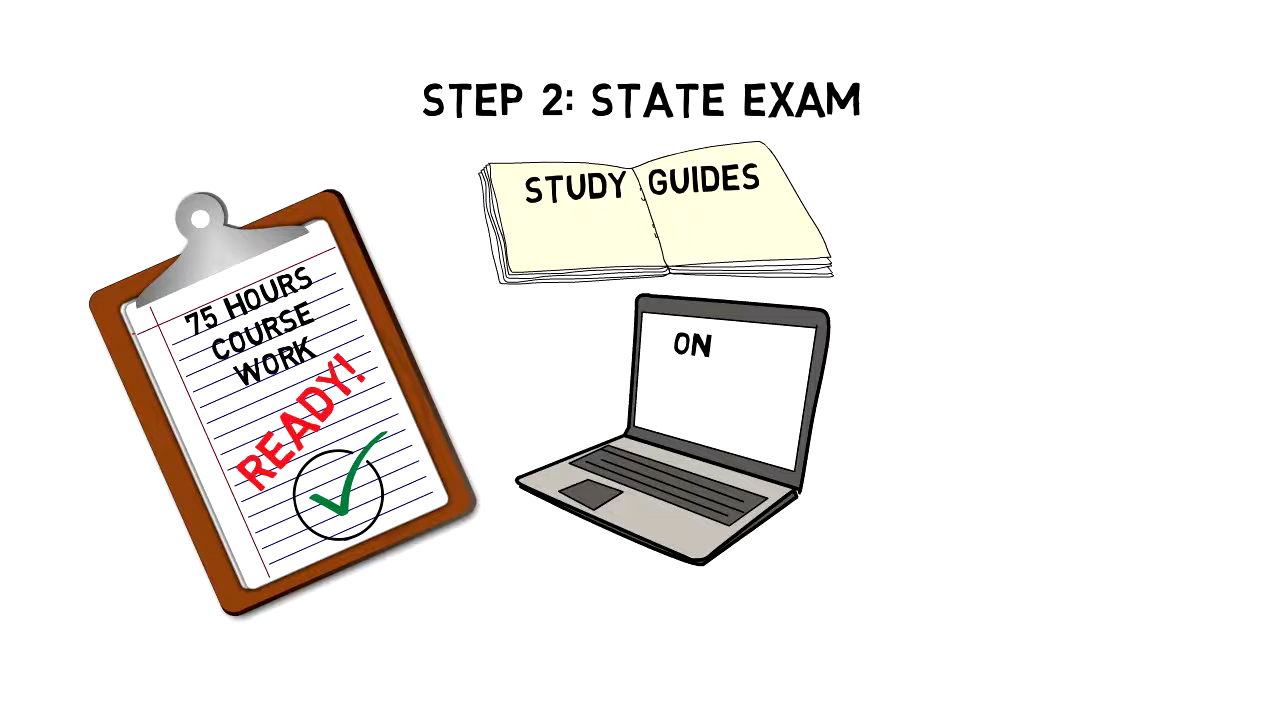 STEP 2: STATE EXAM
STUDY GUIDES
75 HOURS
COURSE
WORK
READY!
ON